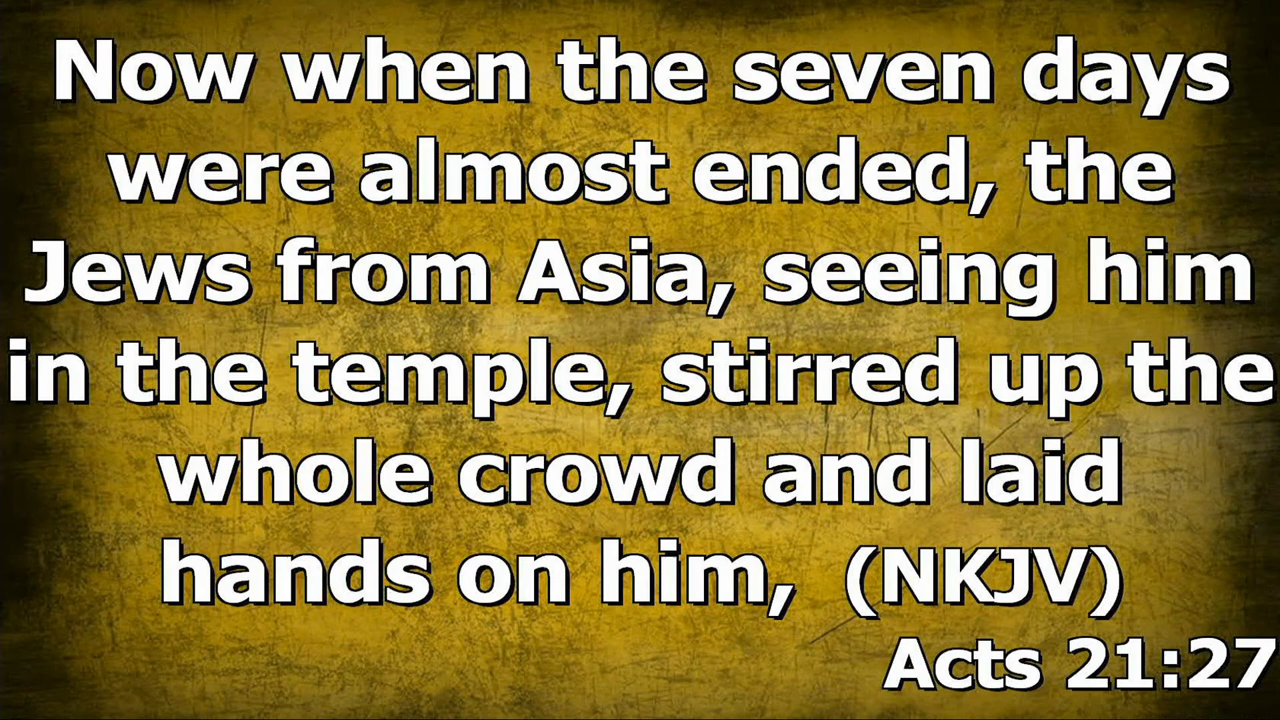 Now when the seven days
were almost ended, the
Jews from Asia, seeing him
in the temple, stirred up the
whole crowd and laid
hands on him, (NKJV)
Acts 21:27